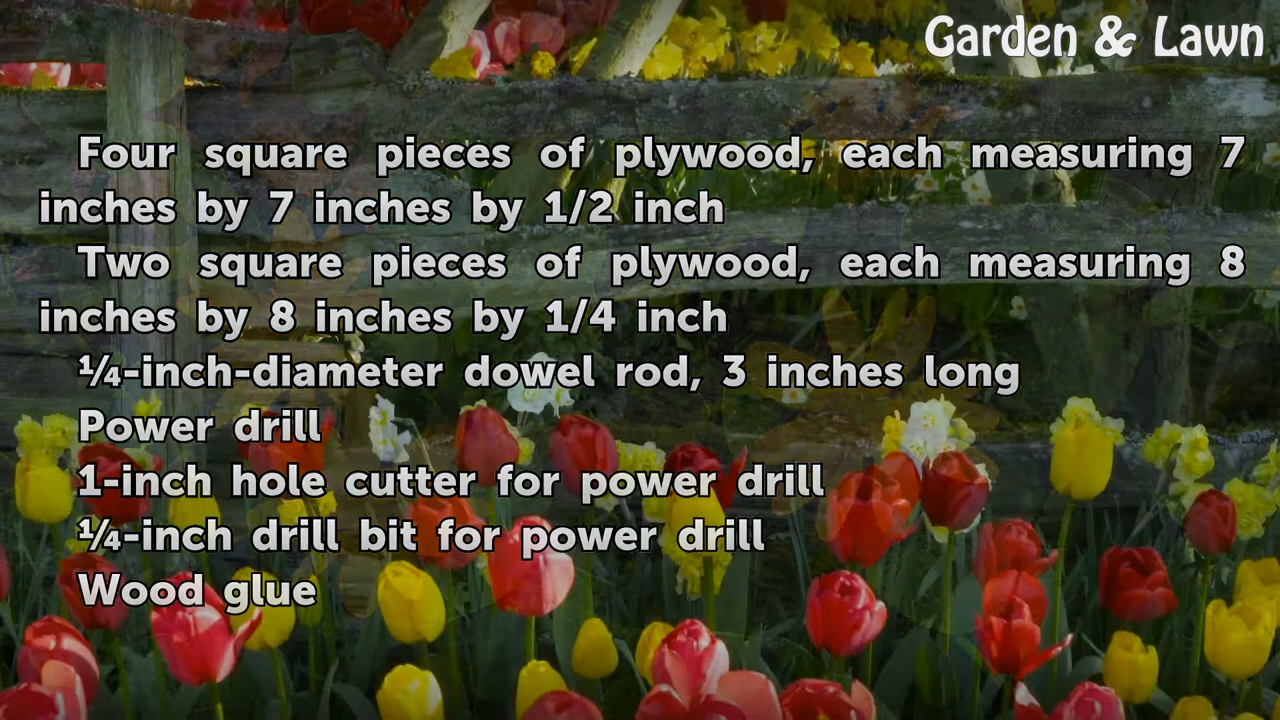 Garden & Lawn
Four square pieces of plywood, each measuring 7
inches by 7 inches by 1/2 inch
Two square pieces of plywood, each measuring 8
inches by 8 inches by 1/4 inch
¼-inch-diameter dowel rod, 3 inches long
Power drill
1-inch hole cutter for power drill
¼-inch drill bit for power drill
Wood glue